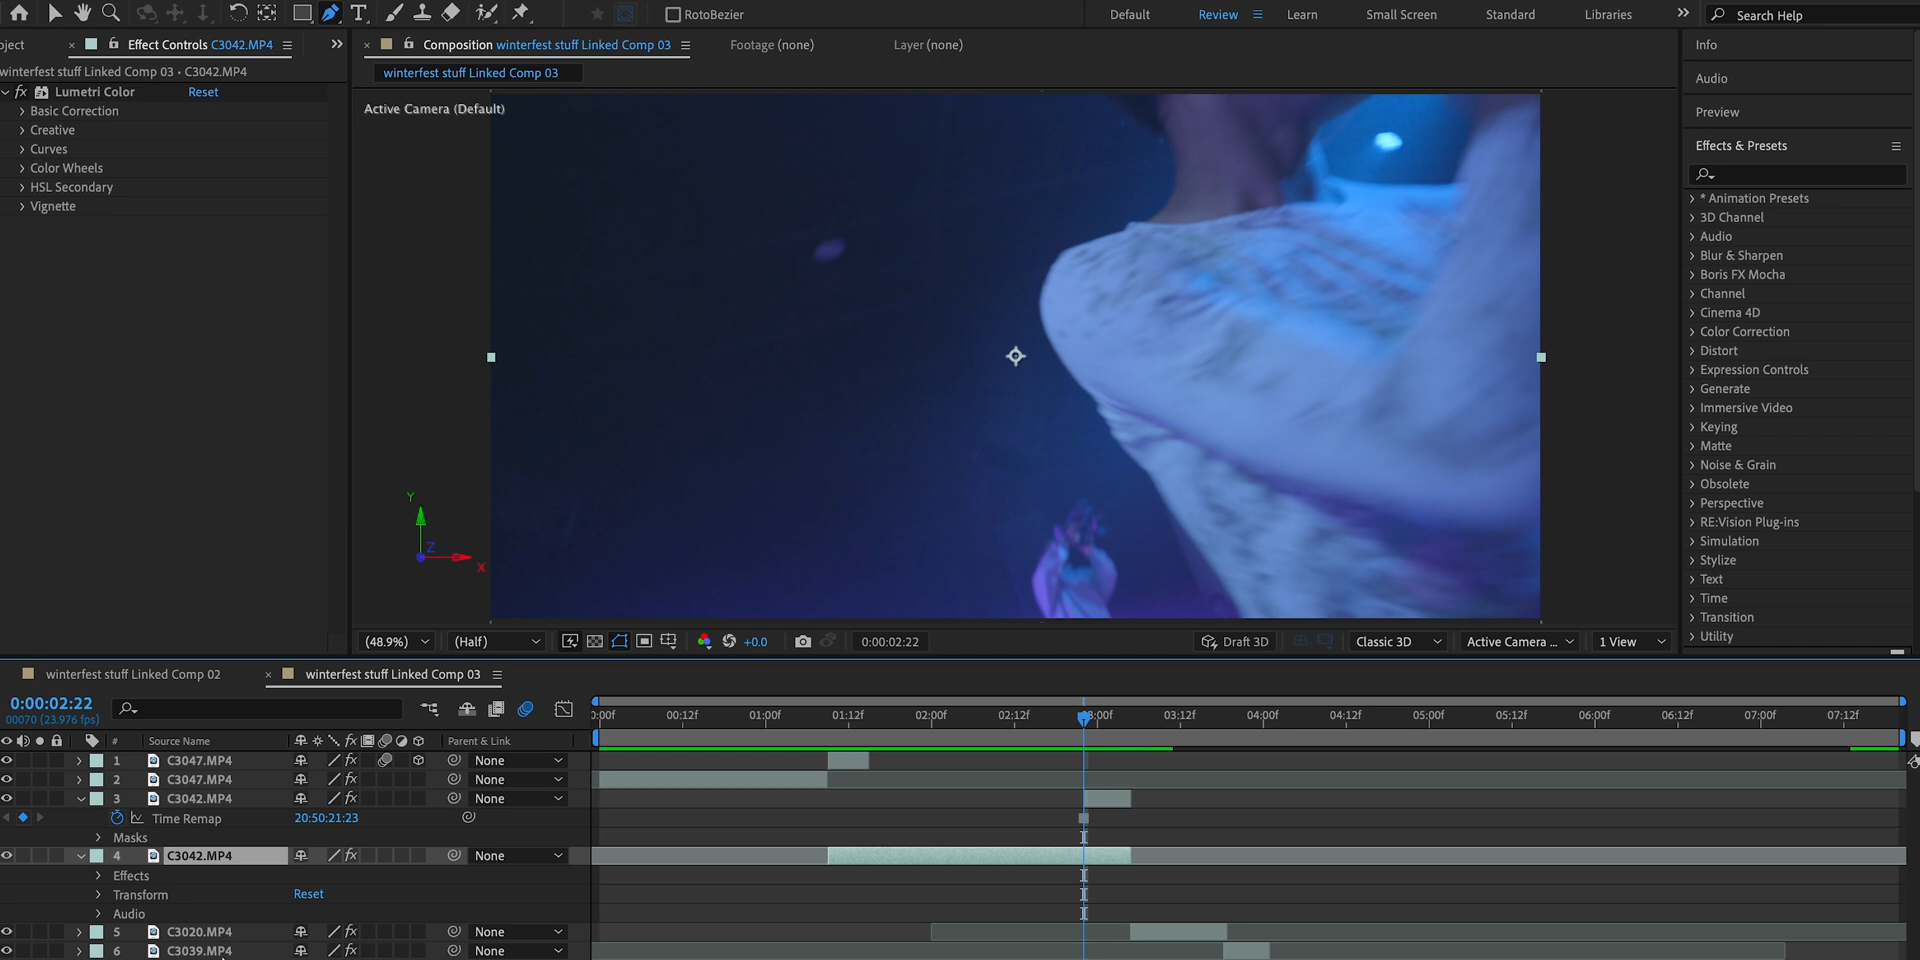 RotoBezier
Default
Review
Learn
Small Screen
Standard
Libraries
Search Help
oject
Effect Controls C3042.MP4
Composition winterfest stuff Linked Comp 03
Footage (none)
Layer (none)
Info
winterfest stuff Linked Comp 03 • C3042.MP4
winterfest stuff Linked Comp 03
Audio
fx Lumetri Color
Reset
Active Camera (Default)
Preview
Basic Correction
Creative
Curves
Color Wheels
HSL Secondary
Vignette
Effects & Presets
* Animation Presets
3D Channel
Audio
Blur & Sharpen
Boris FX Mocha
Channel
Cinema 4D
Color Correction
Distort
Expression Controls
Generate
Immersive Video
Keying
Matte
Noise & Grain
Obsolete
Perspective
RE:Vision Plug-ins
Simulation
Stylize
Text
Time
Transition
Utility
Y
Z
X
(48.9%)
(Half)
+0.0
0:00:02:22
Draft 3D
Classic 3D
Active Camera ...
1 View
winterfest stuff Linked Comp 02
winterfest stuff Linked Comp 03
0:00:02:22
00070 (23.976 fps)
0:00f
00:12f
01:00f
01:12f
02:00f
02:12f
03:00f
03:12f
04:00f
04:12f
05:00f
05:12f
06:00f
06:12f
07:00f
07:12f
# Source Name fx Parent & Link
1 C3047.MP4 fx None
2 C3047.MP4 fx None
3 C3042.MP4 fx None
Time Remap 20:50:21:23
Masks
4 C3042.MP4 fx None
Effects
Transform Reset
Audio
5 C3020.MP4 fx None
6 C3039.MP4 fx None